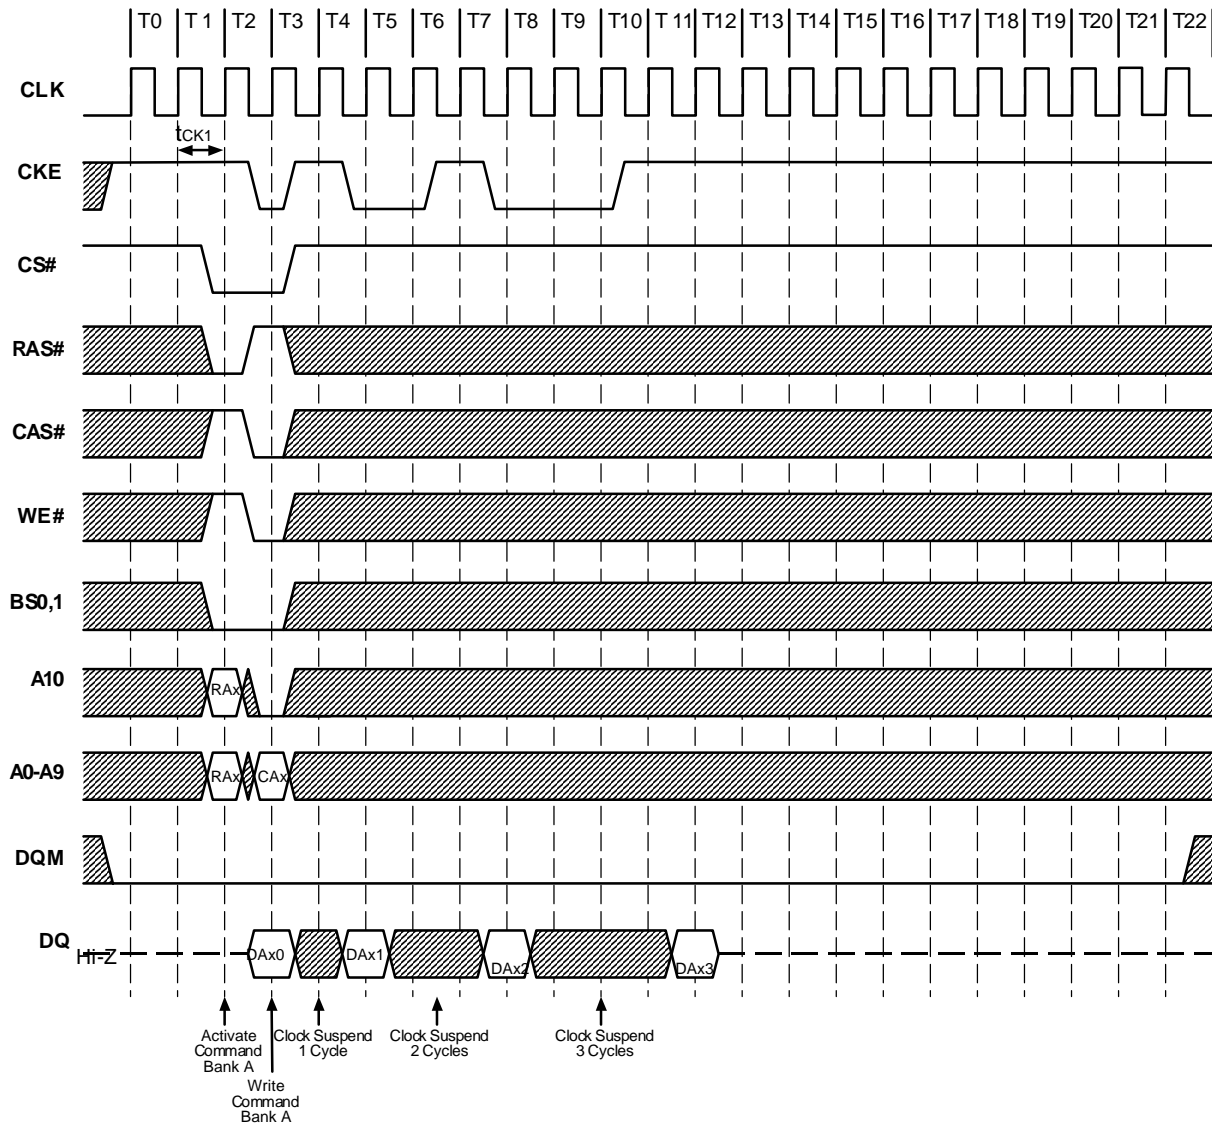 T0 T 1 T2 T3 T4 T5 T6 T7 T8 T9 T10 T 11 T12 T13 T14 T15 T16 T17 T18 T19 T20 T21 T22
CLK
tCK1
CKE
CS#
RAS#
CAS#
WE#
BS0,1
A10
RAx
A0-A9
RAx CAx
DQM
DQ
Hi-Z
DAx0 DAx1 DAx2 DAx3
Activate
Command
Bank A
Write
Command
Bank A
Clock Suspend
1 Cycle
Clock Suspend
2 Cycles
Clock Suspend
3 Cycles